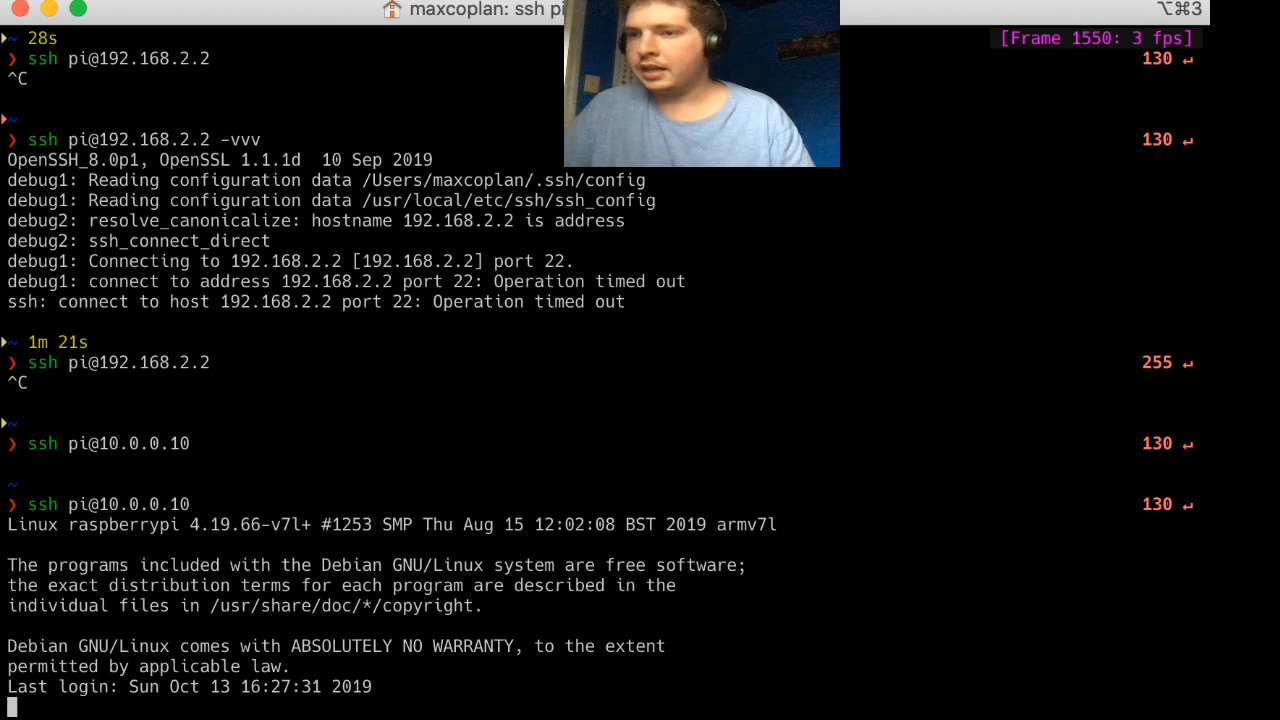 maxcoplan: ssh pi
⌥⌘3
~ 28s
[Frame 1550: 3 fps]
❯ ssh pi@192.168.2.2 130 ↵
^C
~
❯ ssh pi@192.168.2.2 -vvv 130 ↵
OpenSSH_8.0p1, OpenSSL 1.1.1d  10 Sep 2019
debug1: Reading configuration data /Users/maxcoplan/.ssh/config
debug1: Reading configuration data /usr/local/etc/ssh/ssh_config
debug2: resolve_canonicalize: hostname 192.168.2.2 is address
debug2: ssh_connect_direct
debug1: Connecting to 192.168.2.2 [192.168.2.2] port 22.
debug1: connect to address 192.168.2.2 port 22: Operation timed out
ssh: connect to host 192.168.2.2 port 22: Operation timed out
~ 1m 21s
❯ ssh pi@192.168.2.2 255 ↵
^C
~
❯ ssh pi@10.0.0.10 130 ↵
~
❯ ssh pi@10.0.0.10 130 ↵
Linux raspberrypi 4.19.66-v7l+ #1253 SMP Thu Aug 15 12:02:08 BST 2019 armv7l
The programs included with the Debian GNU/Linux system are free software;
the exact distribution terms for each program are described in the
individual files in /usr/share/doc/*/copyright.
Debian GNU/Linux comes with ABSOLUTELY NO WARRANTY, to the extent
permitted by applicable law.
Last login: Sun Oct 13 16:27:31 2019